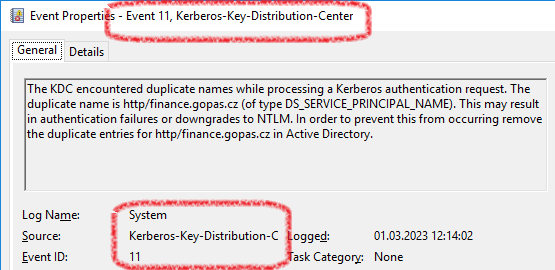 Event Properties - Event 11, Kerberos-Key-Distribution-Center
General Details
The KDC encountered duplicate names while processing a Kerberos authentication request. The
duplicate name is http/finance.gopas.cz (of type DS_SERVICE_PRINCIPAL_NAME). This may result
in authentication failures or downgrades to NTLM. In order to prevent this from occurring remove
the duplicate entries for http/finance.gopas.cz in Active Directory.
Log Name: System
Source: Kerberos-Key-Distribution-C Logged: 01.03.2023 12:14:02
Event ID: 11 Task Category: None